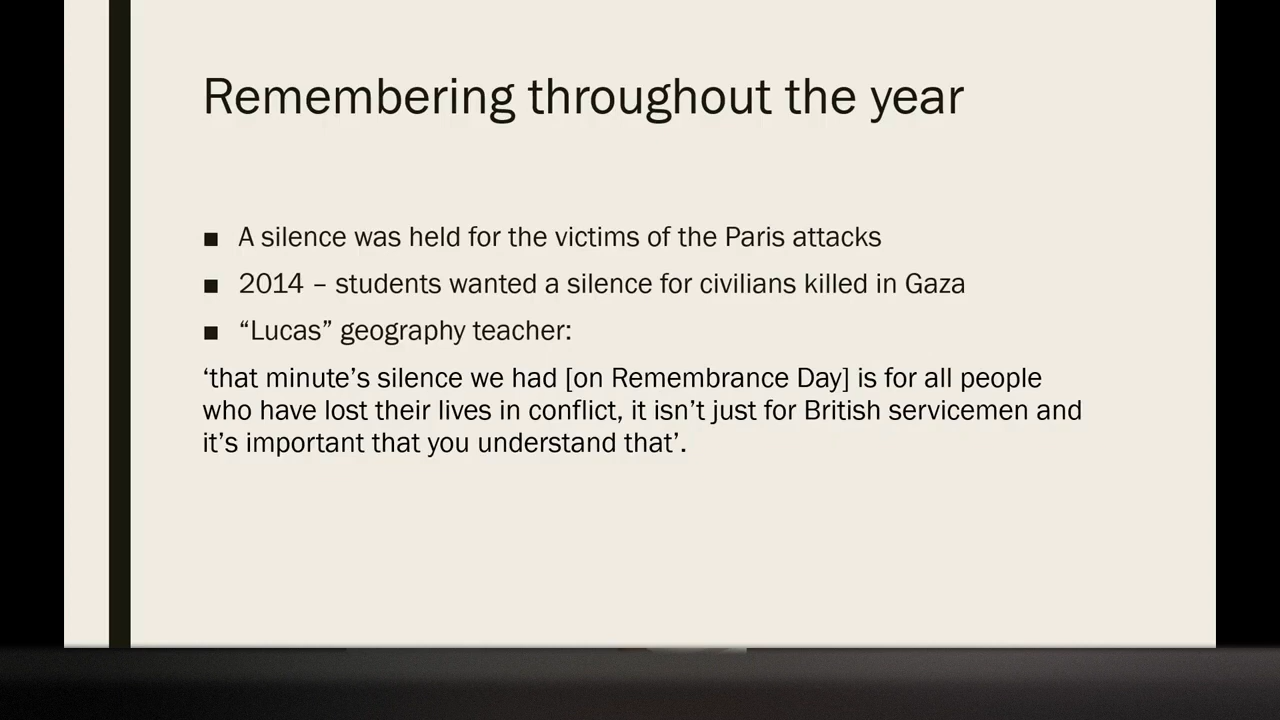 Remembering throughout the year
■ A silence was held for the victims of the Paris attacks
■ 2014 – students wanted a silence for civilians killed in Gaza
■ “Lucas” geography teacher:
‘that minute’s silence we had [on Remembrance Day] is for all people
who have lost their lives in conflict, it isn’t just for British servicemen and
it’s important that you understand that’.